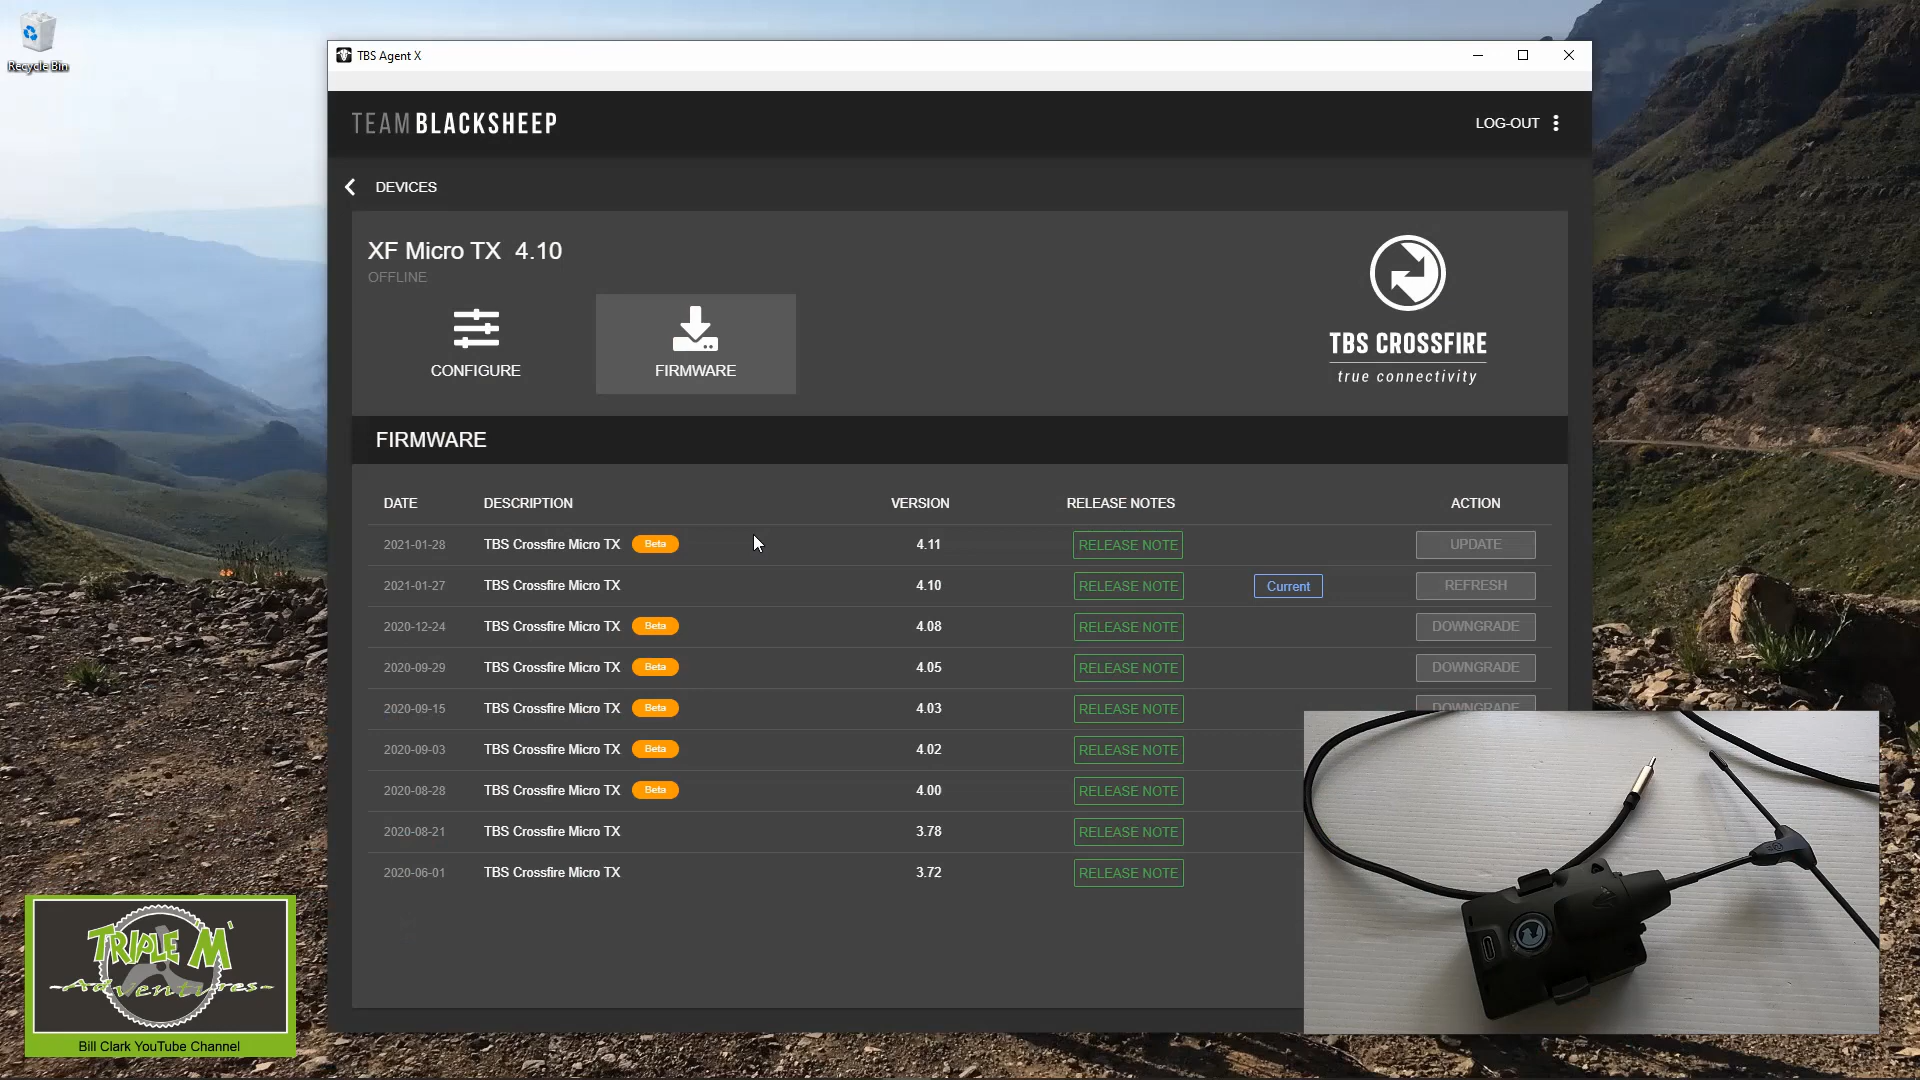 Recycle Bin
TBS Agent X
TEAMBLACKSHEEP
LOG-OUT
DEVICES
XF Micro TX 4.10
OFFLINE
CONFIGURE
FIRMWARE
TBS CROSSFIRE
true connectivity
FIRMWARE
DATE DESCRIPTION VERSION RELEASE NOTES ACTION
2021-01-28 TBS Crossfire Micro TX Beta 4.11 RELEASE NOTE UPDATE
2021-01-27 TBS Crossfire Micro TX 4.10 RELEASE NOTE Current REFRESH
2020-12-24 TBS Crossfire Micro TX Beta 4.08 RELEASE NOTE DOWNGRADE
2020-09-29 TBS Crossfire Micro TX Beta 4.05 RELEASE NOTE DOWNGRADE
2020-09-15 TBS Crossfire Micro TX Beta 4.03 RELEASE NOTE DOWNGRADE
2020-09-03 TBS Crossfire Micro TX Beta 4.02 RELEASE NOTE
2020-08-28 TBS Crossfire Micro TX Beta 4.00 RELEASE NOTE
2020-08-21 TBS Crossfire Micro TX 3.78 RELEASE NOTE
2020-06-01 TBS Crossfire Micro TX 3.72 RELEASE NOTE
TRIPLE M'
-Adventures-
Bill Clark YouTube Channel